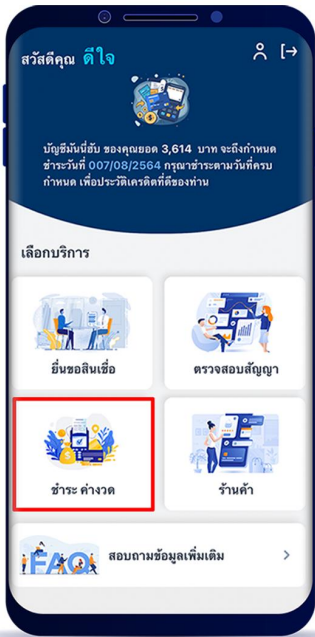 สวัสดีคุณ ดีใจ
บัญชีมันนี่ฮับ ของคุณยอด 3,614 บาท จะถึงกำหนด
ชำระวันที่ 007/08/2564 กรุณาชำระตามวันที่ครบ
กำหนด เพื่อประวัติเครดิตที่ดีของท่าน
เลือกบริการ
ยื่นขอสินเชื่อ
ตรวจสอบสัญญา
ชำระ ค่างวด
ร้านค้า
FAQ
สอบถามข้อมูลเพิ่มเติม